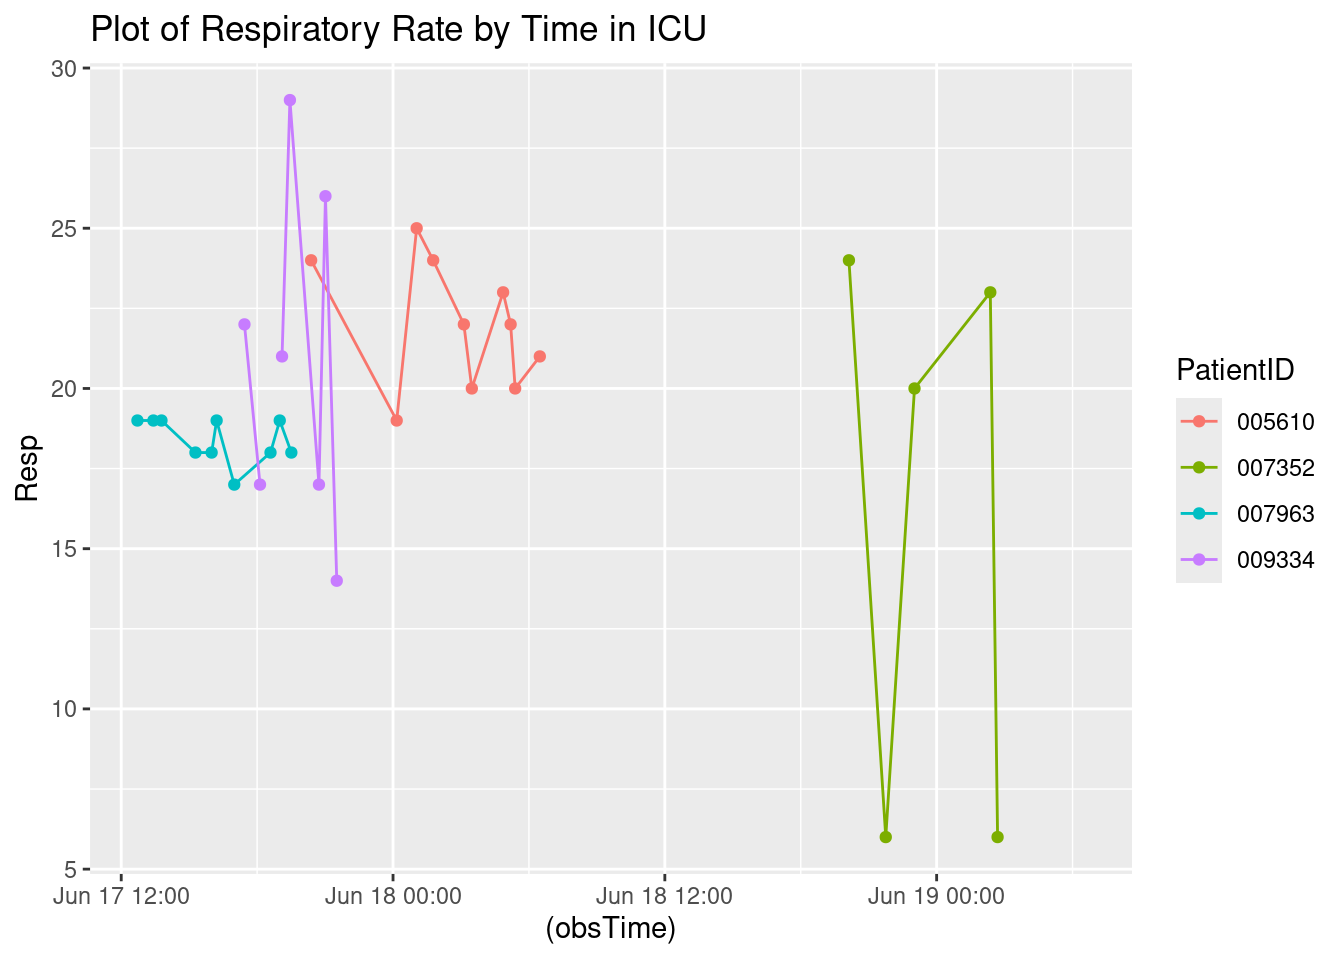 Plot of Respiratory Rate by Time in ICU
30
25
20
15
10
5
Resp
Jun 17 12:00
Jun 18 00:00
Jun 18 12:00
Jun 19 00:00
(obsTime)
PatientID
005610
007352
007963
009334